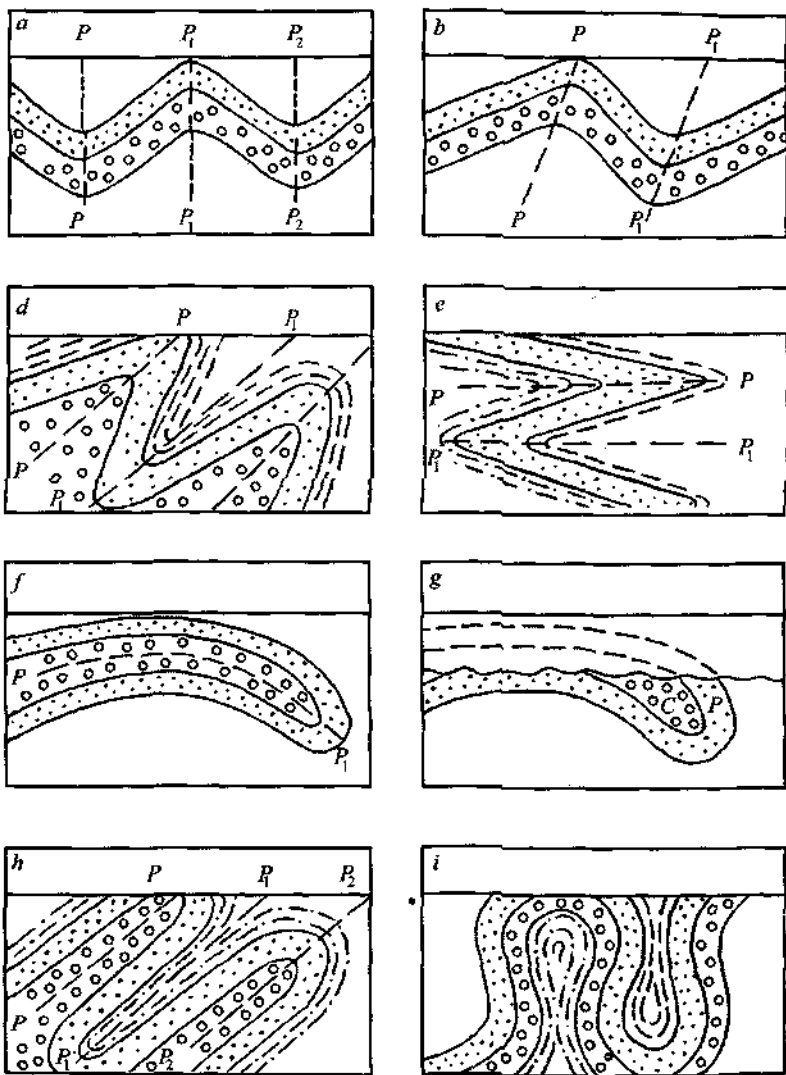 a P P₁ P₂
P P₁ P₂
b P P₁
P P₁
d P P₁
P
P₁
e
P P
P₁ P₁
f
P
P₁
g
C P
h P P₁ P₂
P
P₁ P₂
i